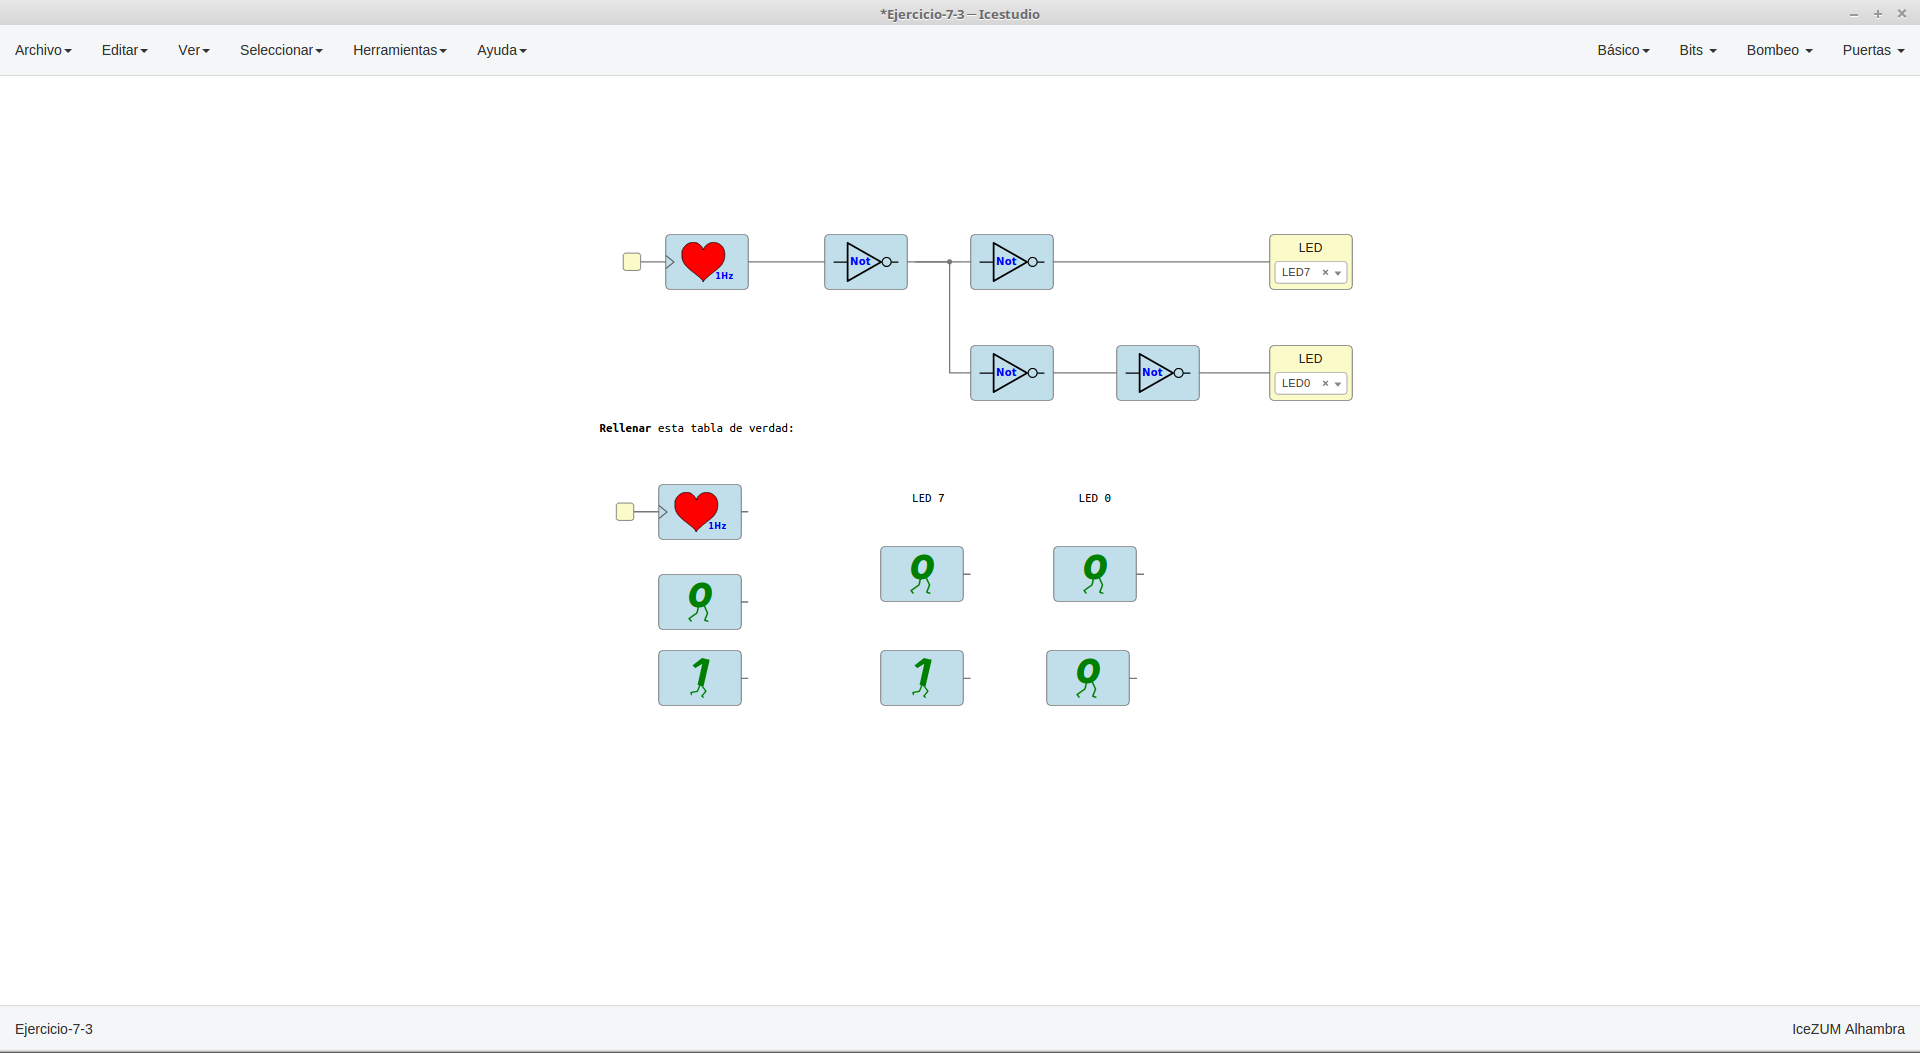 *Ejercicio-7-3 — Icestudio
Archivo Editar Ver Seleccionar Herramientas Ayuda Básico Bits Bombeo Puertas
1Hz Not Not LED
LED7
Not Not LED
LED0
Rellenar esta tabla de verdad:
1Hz LED 7 LED 0
0 0
0
1 1 0
Ejercicio-7-3 IceZUM Alhambra